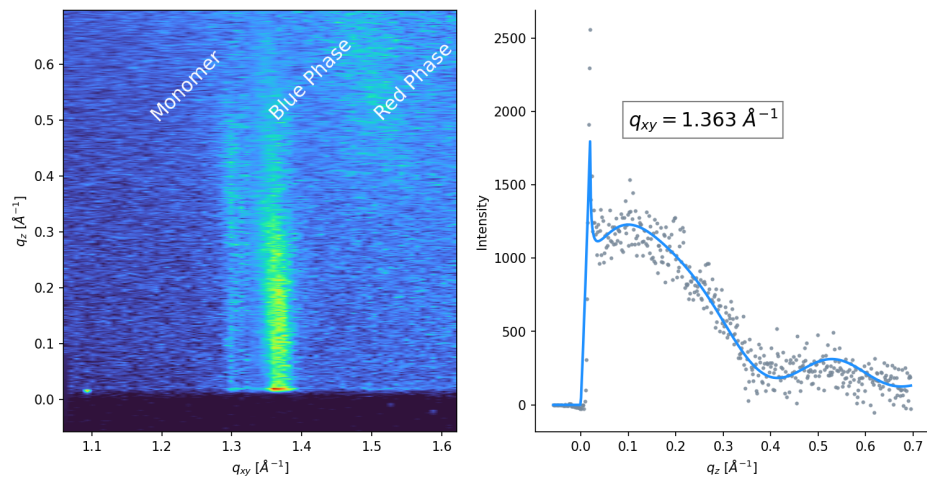 Monomer
Blue Phase
Red Phase
0.6
0.5
0.4
0.3
0.2
0.1
0.0
q_z [Å⁻¹]
1.1 1.2 1.3 1.4 1.5 1.6
q_xy [Å⁻¹]
q_xy = 1.363 Å⁻¹
2500
2000
1500
1000
500
0
Intensity
0.0 0.1 0.2 0.3 0.4 0.5 0.6 0.7
q_z [Å⁻¹]